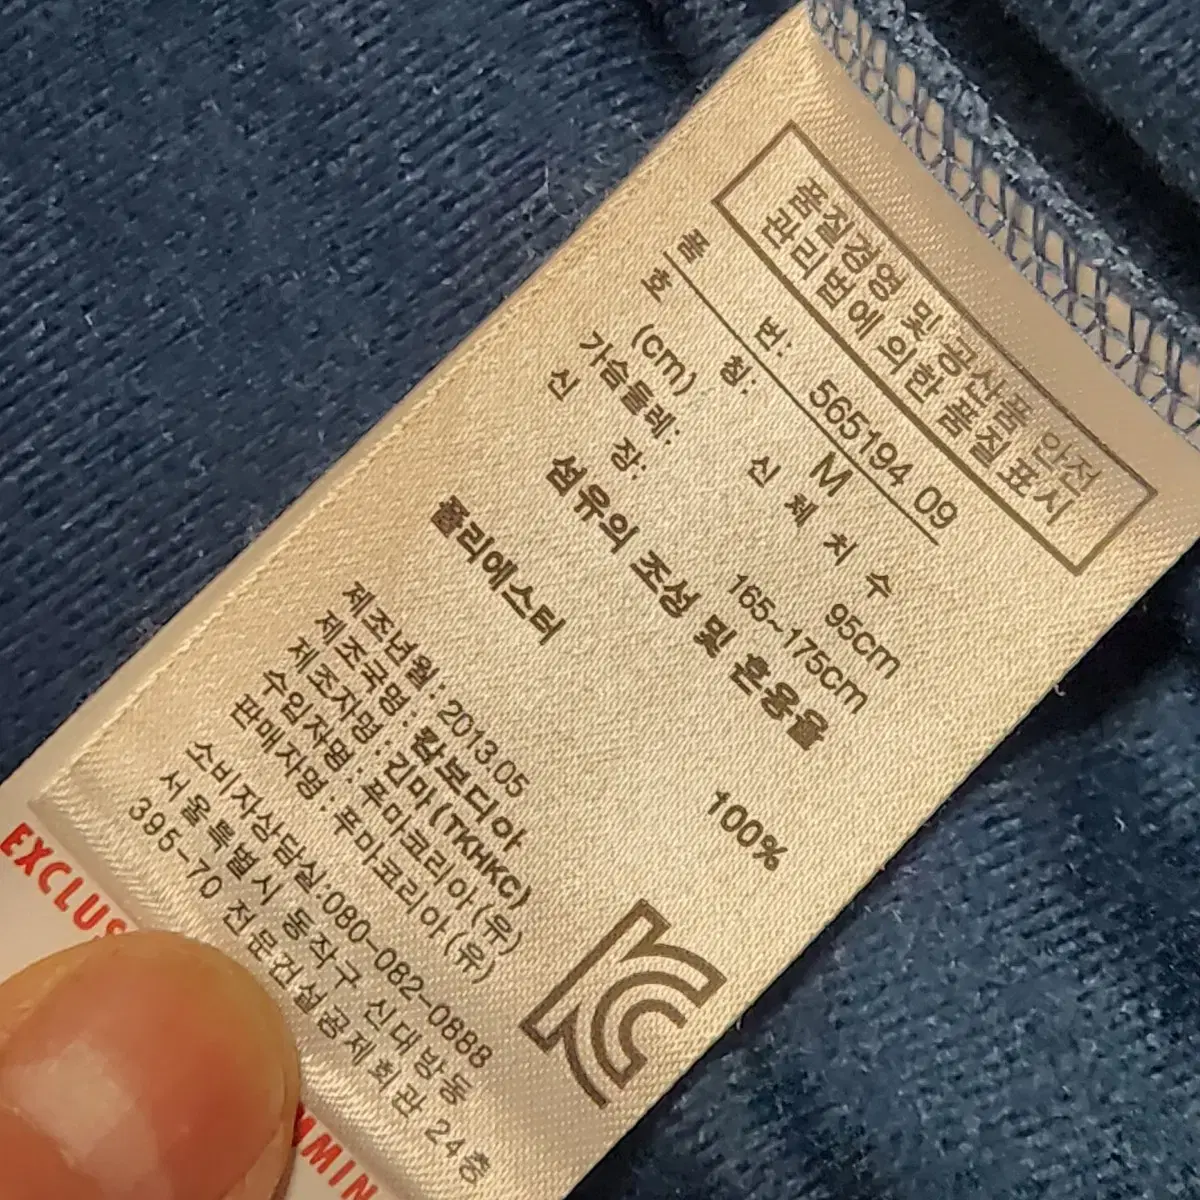 품질경영 및 공산품 안전
관리법에 의한 품질표시
품 번: 565194 09
호 칭: M
(cm) 신 체 치 수
가슴둘레: 95cm
신 장: 165~175cm
섬유의 조성 및 혼용율
폴리에스터 100%
제조년월: 2013.05
제조국명: 캄보디아
제조자명: 긴마(TKHKC)
수입자명: 푸마코리아(유)
판매자명: 푸마코리아(유)
소비자상담실:080-082-0888
서울특별시 동작구 신대방동
395-70 전문건설공제회관 24층